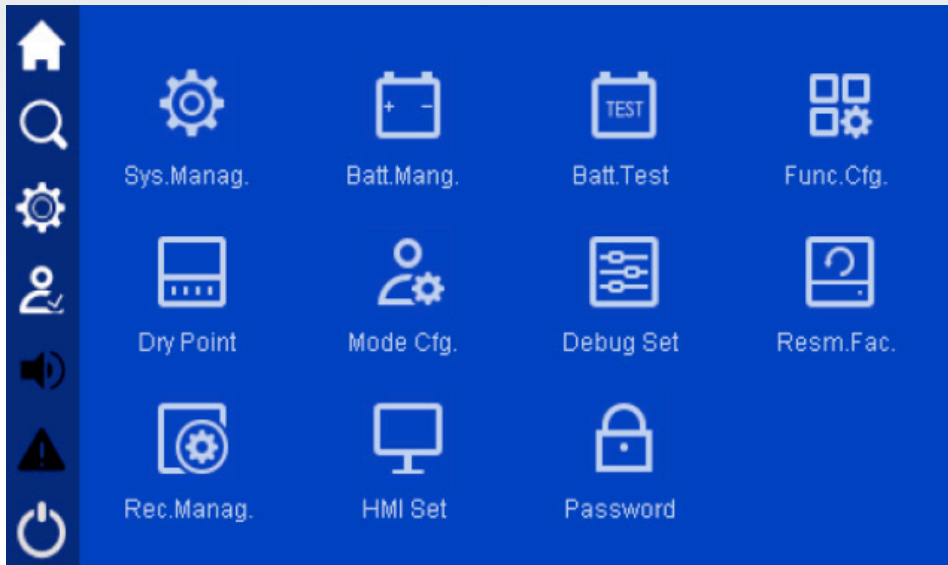 TEST
Sys.Manag. Batt.Mang. Batt.Test Func.Cfg.
Dry Point Mode Cfg. Debug Set Resm.Fac.
Rec.Manag. HMI Set Password